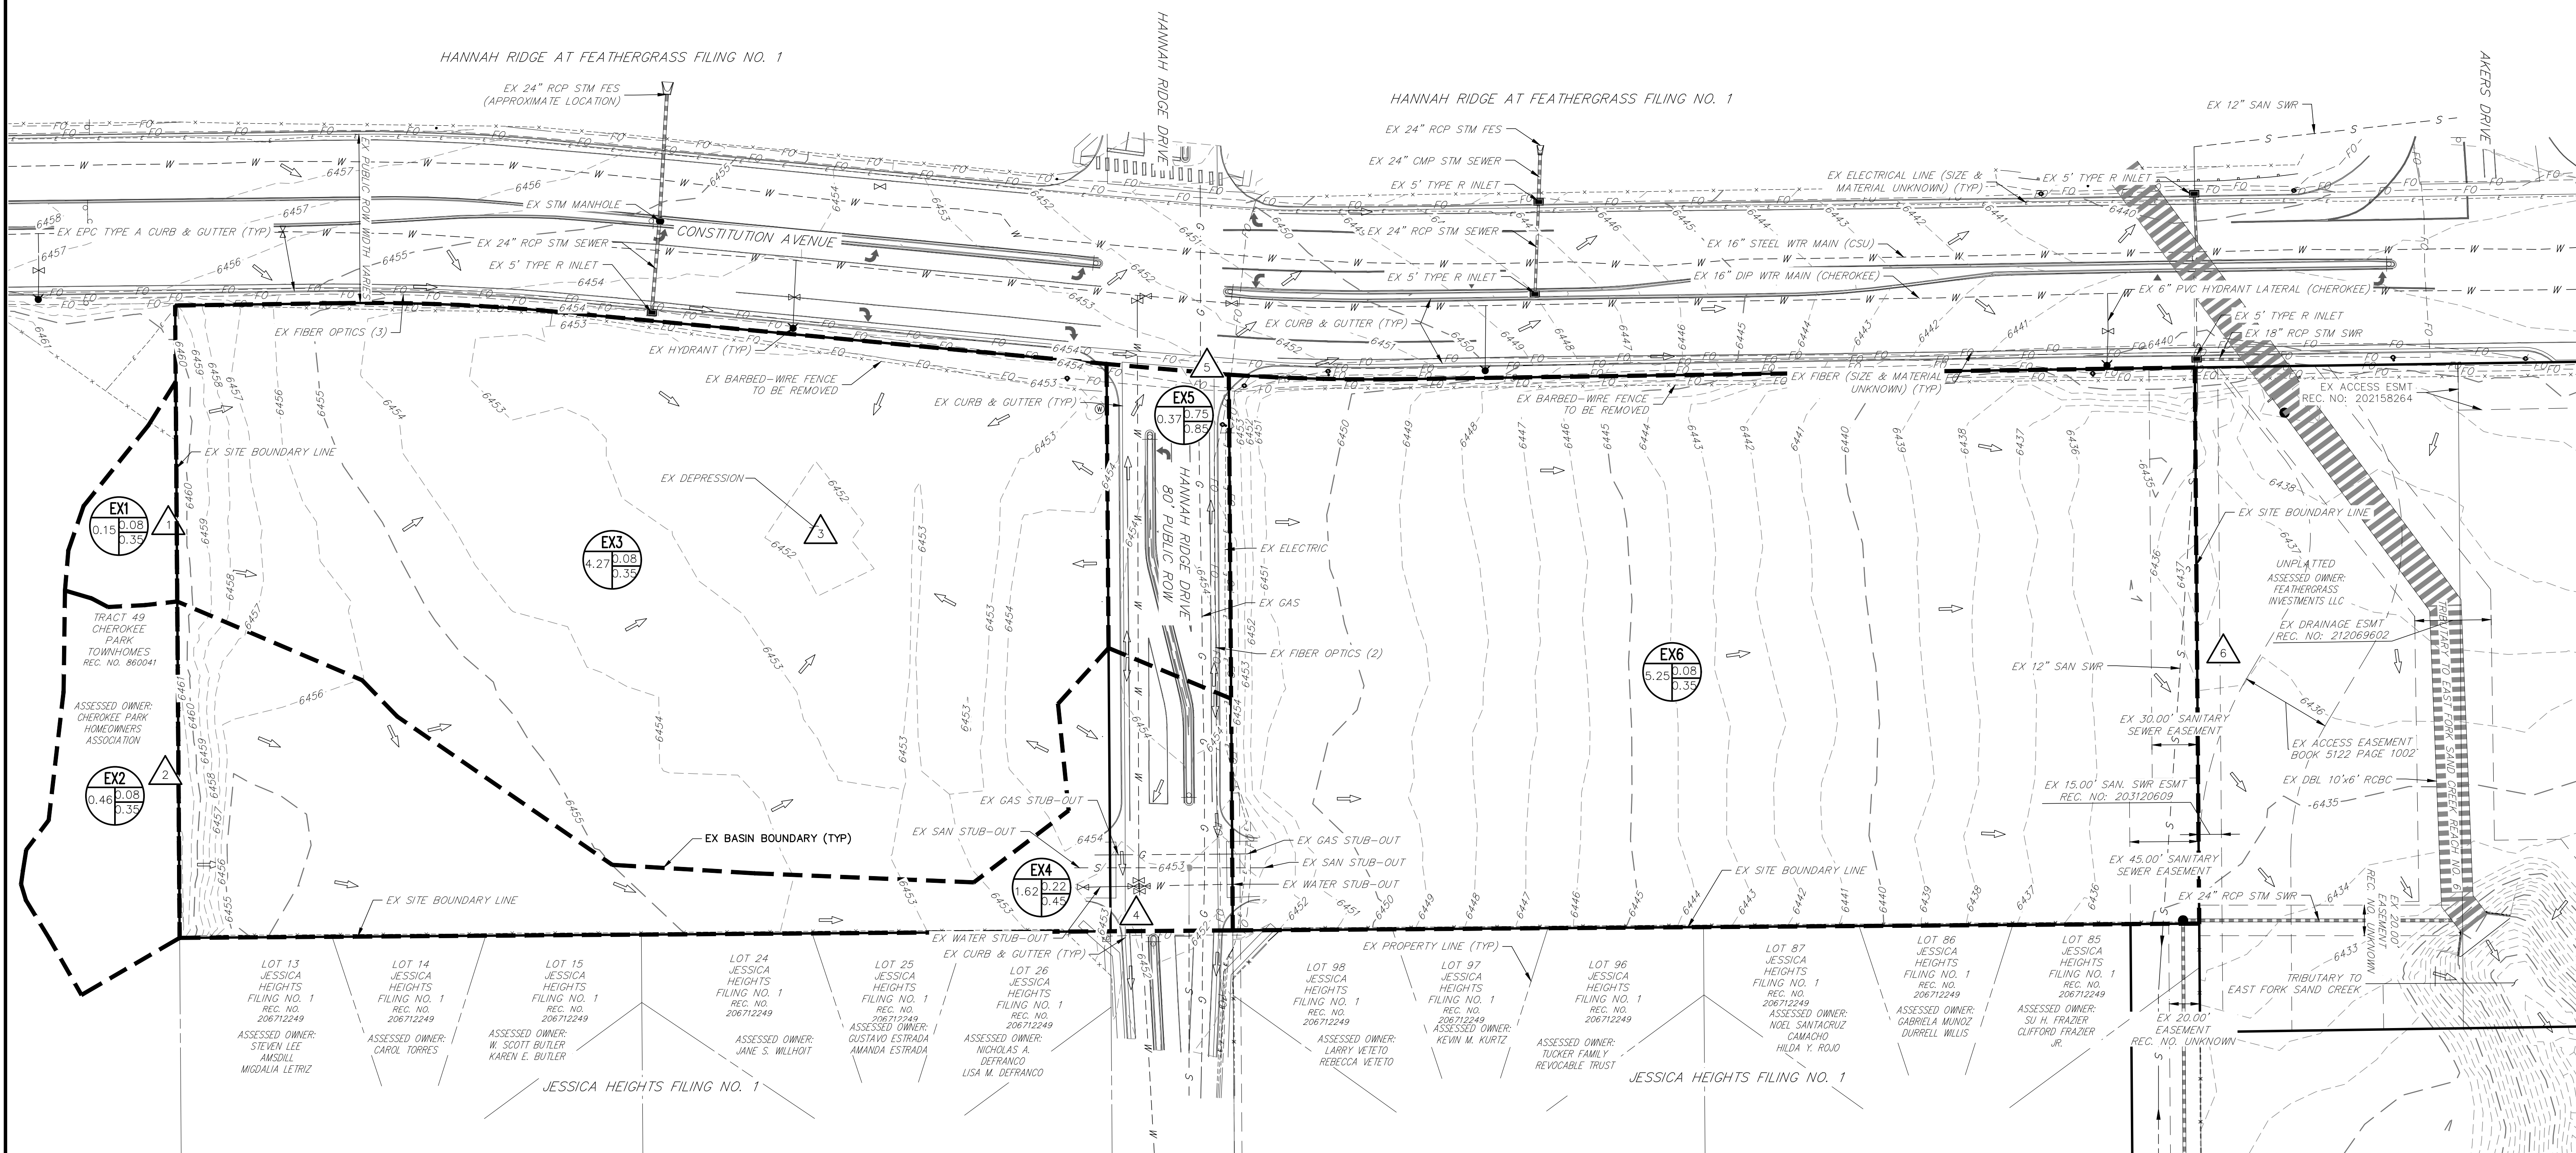 HANNAH RIDGE AT FEATHERGRASS FILING NO. 1
EX 24" RCP STM FES
(APPROXIMATE LOCATION)
HANNAH RIDGE DRIVE
HANNAH RIDGE AT FEATHERGRASS FILING NO. 1
EX 24" RCP STM FES
EX 24" CMP STM SEWER
EX 5' TYPE R INLET
EX 12" SAN SWR
AKERS DRIVE
EX ELECTRICAL LINE (SIZE &
MATERIAL UNKNOWN) (TYP)
EX 5' TYPE R INLET
EX PUBLIC ROW WIDTH VARIES
EX STM MANHOLE
CONSTITUTION AVENUE
EX EPC TYPE A CURB & GUTTER (TYP)
EX 24" RCP STM SEWER
EX 5' TYPE R INLET
EX 24" RCP STM SEWER
EX 5' TYPE R INLET
EX 16" STEEL WTR MAIN (CSU)
EX 16" DIP WTR MAIN (CHEROKEE)
EX 6" PVC HYDRANT LATERAL (CHEROKEE)
EX 5' TYPE R INLET
EX 18" RCP STM SWR
EX FIBER OPTICS (3)
EX HYDRANT (TYP)
EX CURB & GUTTER (TYP)
EX BARBED-WIRE FENCE
TO BE REMOVED
EX CURB & GUTTER (TYP)
EX BARBED-WIRE FENCE
TO BE REMOVED
EX FIBER (SIZE & MATERIAL
UNKNOWN) (TYP)
EX ACCESS ESMT
REC. NO: 202158264
5
EX5
0.37
0.75
0.85
EX SITE BOUNDARY LINE
EX DEPRESSION
3
EX1
0.15
0.08
0.35
1
EX3
4.27
0.08
0.35
HANNAH RIDGE DRIVE
80' PUBLIC ROW
EX ELECTRIC
EX GAS
EX FIBER OPTICS (2)
EX6
5.25
0.08
0.35
EX SITE BOUNDARY LINE
UNPLATTED
ASSESSED OWNER:
FEATHERGRASS
INVESTMENTS LLC
EX DRAINAGE ESMT
REC. NO: 212069602
EX 12" SAN SWR
6
TRIBUTARY TO EAST FORK SAND CREEK REACH NO. 6
TRACT 49
CHEROKEE
PARK
TOWNHOMES
REC. NO. 860041
ASSESSED OWNER:
CHEROKEE PARK
HOMEOWNERS
ASSOCIATION
EX 30.00' SANITARY
SEWER EASEMENT
EX ACCESS EASEMENT
BOOK 5122 PAGE 1002
EX DBL 10'x6' RCBC
EX 15.00' SAN. SWR ESMT
REC. NO: 203120609
EX2
0.46
0.08
0.35
2
EX GAS STUB-OUT
EX SAN STUB-OUT
EX BASIN BOUNDARY (TYP)
EX GAS STUB-OUT
EX SAN STUB-OUT
EX WATER STUB-OUT
EX4
1.62
0.22
0.45
4
EX SITE BOUNDARY LINE
EX 45.00' SANITARY
SEWER EASEMENT
EX 24" RCP STM SWR
EX 20.00'
EASEMENT
REC. NO. UNKNOWN
EX SITE BOUNDARY LINE
EX WATER STUB-OUT
EX CURB & GUTTER (TYP)
EX PROPERTY LINE (TYP)
LOT 13
JESSICA
HEIGHTS
FILING NO. 1
REC. NO.
206712249
ASSESSED OWNER:
STEVEN LEE
AMSDILL
MIGDALIA LETRIZ
LOT 14
JESSICA
HEIGHTS
FILING NO. 1
REC. NO.
206712249
ASSESSED OWNER:
CAROL TORRES
LOT 15
JESSICA
HEIGHTS
FILING NO. 1
REC. NO.
206712249
ASSESSED OWNER:
W. SCOTT BUTLER
KAREN E. BUTLER
LOT 24
JESSICA
HEIGHTS
FILING NO. 1
REC. NO.
206712249
ASSESSED OWNER:
JANE S. WILLHOIT
LOT 25
JESSICA
HEIGHTS
FILING NO. 1
REC. NO.
206712249
ASSESSED OWNER:
GUSTAVO ESTRADA
AMANDA ESTRADA
LOT 26
JESSICA
HEIGHTS
FILING NO. 1
REC. NO.
206712249
ASSESSED OWNER:
NICHOLAS A.
DEFRANCO
LISA M. DEFRANCO
LOT 98
JESSICA
HEIGHTS
FILING NO. 1
REC. NO.
206712249
ASSESSED OWNER:
LARRY VETETO
REBECCA VETETO
LOT 97
JESSICA
HEIGHTS
FILING NO. 1
REC. NO.
206712249
ASSESSED OWNER:
KEVIN M. KURTZ
LOT 96
JESSICA
HEIGHTS
FILING NO. 1
REC. NO.
206712249
ASSESSED OWNER:
TUCKER FAMILY
REVOCABLE TRUST
LOT 87
JESSICA
HEIGHTS
FILING NO. 1
REC. NO.
206712249
ASSESSED OWNER:
NOEL SANTACRUZ
CAMACHO
HILDA Y. ROJO
LOT 86
JESSICA
HEIGHTS
FILING NO. 1
REC. NO.
206712249
ASSESSED OWNER:
GABRIELA MUNOZ
DURRELL WILLIS
LOT 85
JESSICA
HEIGHTS
FILING NO. 1
REC. NO.
206712249
ASSESSED OWNER:
SU H. FRAZIER
CLIFFORD FRAZIER
JR.
TRIBUTARY TO
EAST FORK SAND CREEK
EX 20.00'
EASEMENT
REC. NO. UNKNOWN
JESSICA HEIGHTS FILING NO. 1
JESSICA HEIGHTS FILING NO. 1